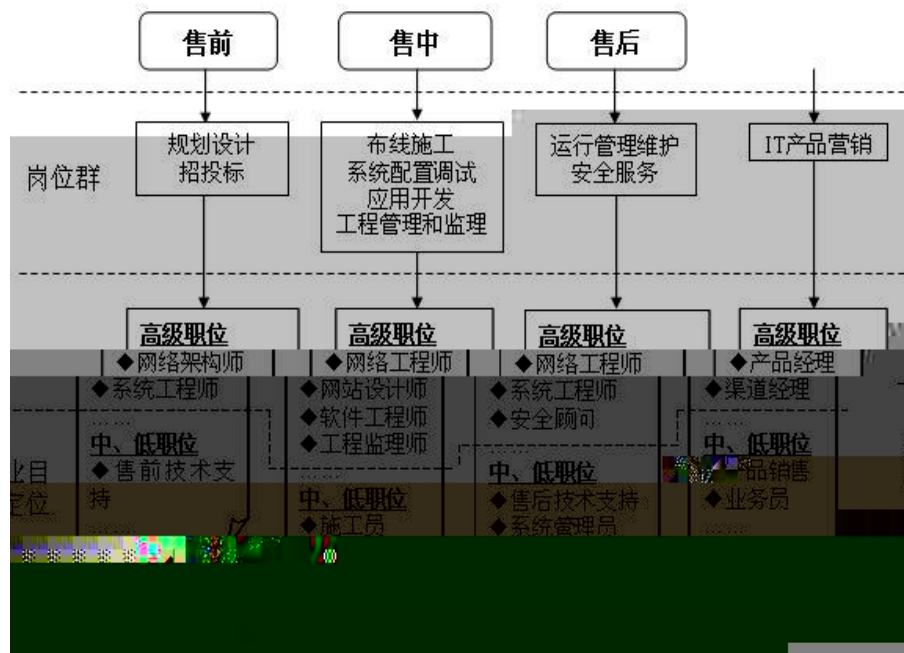 售前
售中
售后
岗位群
规划设计
招投标
布线施工
系统配置调试
应用开发
工程管理和监理
运行管理维护
安全服务
IT产品营销
高级职位
◆网络架构师
◆系统工程师
……
中、低职位
◆售前技术支
持
……
高级职位
◆网络工程师
◆网站设计师
◆软件工程师
◆工程监理师
……
中、低职位
◆施工员
高级职位
◆网络工程师
◆系统工程师
◆安全顾问
……
中、低职位
◆售后技术支持
◆系统管理员
高级职位
◆产品经理
◆渠道经理
……
中、低职位
品销售
◆业务员
……
业目
定位